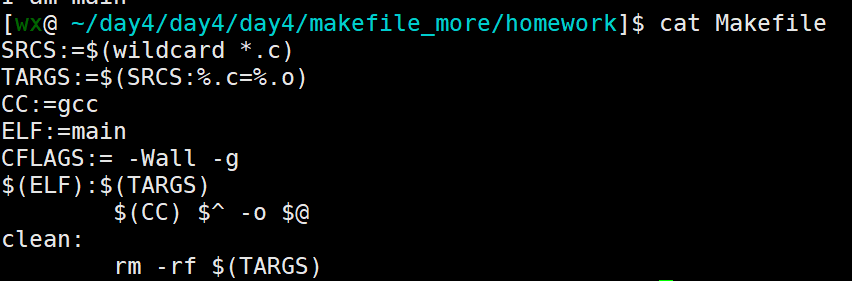 I am main
[wx@ ~/day4/day4/day4/makefile_more/homework]$ cat Makefile
SRCS:=$(wildcard *.c)
TARGS:=$(SRCS:%.c=%.o)
CC:=gcc
ELF:=main
CFLAGS:= -Wall -g
$(ELF):$(TARGS)
        $(CC) $^ -o $@
clean:
        rm -rf $(TARGS)